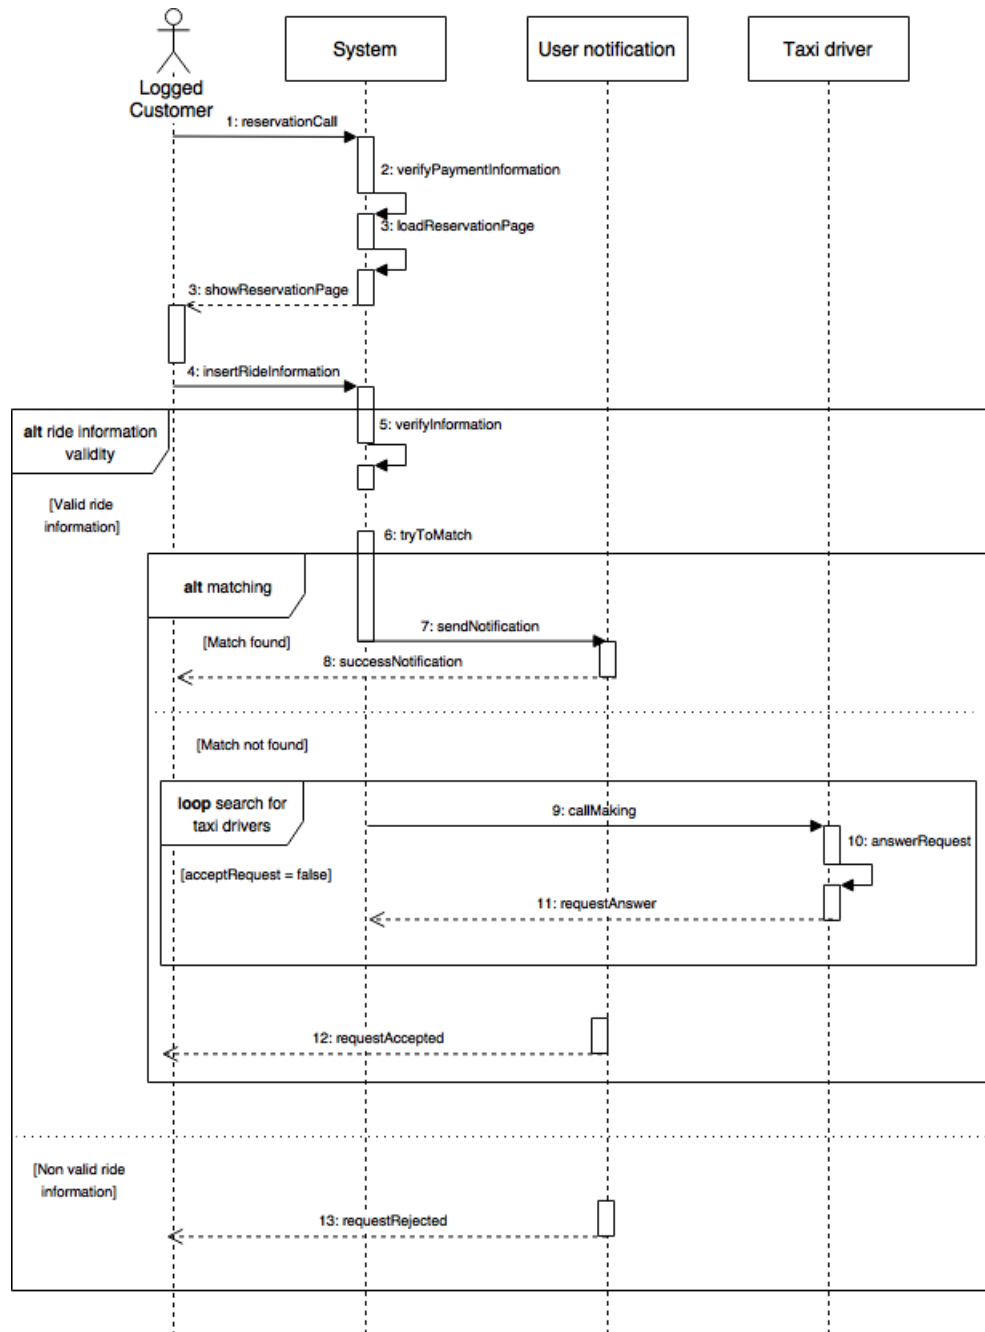 System
User notification
Taxi driver
Logged
Customer
1: reservationCall
2: verifyPaymentInformation
3: loadReservationPage
3: showReservationPage
4: insertRideInformation
alt ride information
validity
5: verifyInformation
[Valid ride
information]
6: tryToMatch
alt matching
7: sendNotification
[Match found]
8: successNotification
[Match not found]
loop search for
taxi drivers
9: callMaking
10: answerRequest
[acceptRequest = false]
11: requestAnswer
12: requestAccepted
[Non valid ride
information]
13: requestRejected